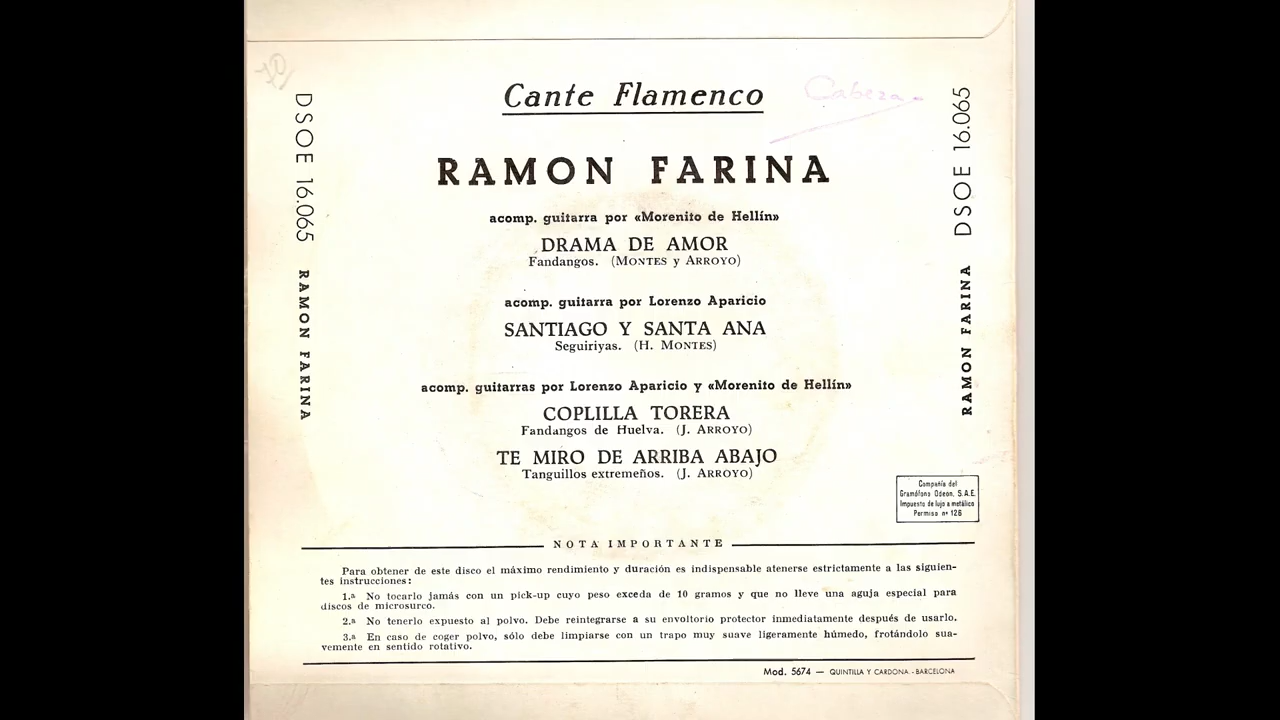 Cante Flamenco
Cabeza
RAMON FARINA
acomp. guitarra por «Morenito de Hellín»
DRAMA DE AMOR
Fandangos. (MONTES y ARROYO)
acomp. guitarra por Lorenzo Aparicio
SANTIAGO Y SANTA ANA
Seguiriyas. (H. MONTES)
acomp. guitarras por Lorenzo Aparicio y «Morenito de Hellín»
COPLILLA TORERA
Fandangos de Huelva. (J. ARROYO)
TE MIRO DE ARRIBA ABAJO
Tanguillos extremeños. (J. ARROYO)
DSOE 16.065 RAMON FARINA
RAMON FARINA DSOE 16.065
Compañía del
Gramófono Odeon, S.A.E.
Impuesto de lujo a metálico
Permiso nº 126
NOTA IMPORTANTE
Para obtener de este disco el máximo rendimiento y duración es indispensable atenerse estrictamente a las siguien-
tes instrucciones:
1.ª No tocarlo jamás con un pick-up cuyo peso exceda de 10 gramos y que no lleve una aguja especial para
discos de microsurco.
2.ª No tenerlo expuesto al polvo. Debe reintegrarse a su envoltorio protector inmediatamente después de usarlo.
3.ª En caso de coger polvo, sólo debe limpiarse con un trapo muy suave ligeramente húmedo, frotándolo sua-
vemente en sentido rotativo.
Mod. 5674 — QUINTILLA Y CARDONA. - BARCELONA